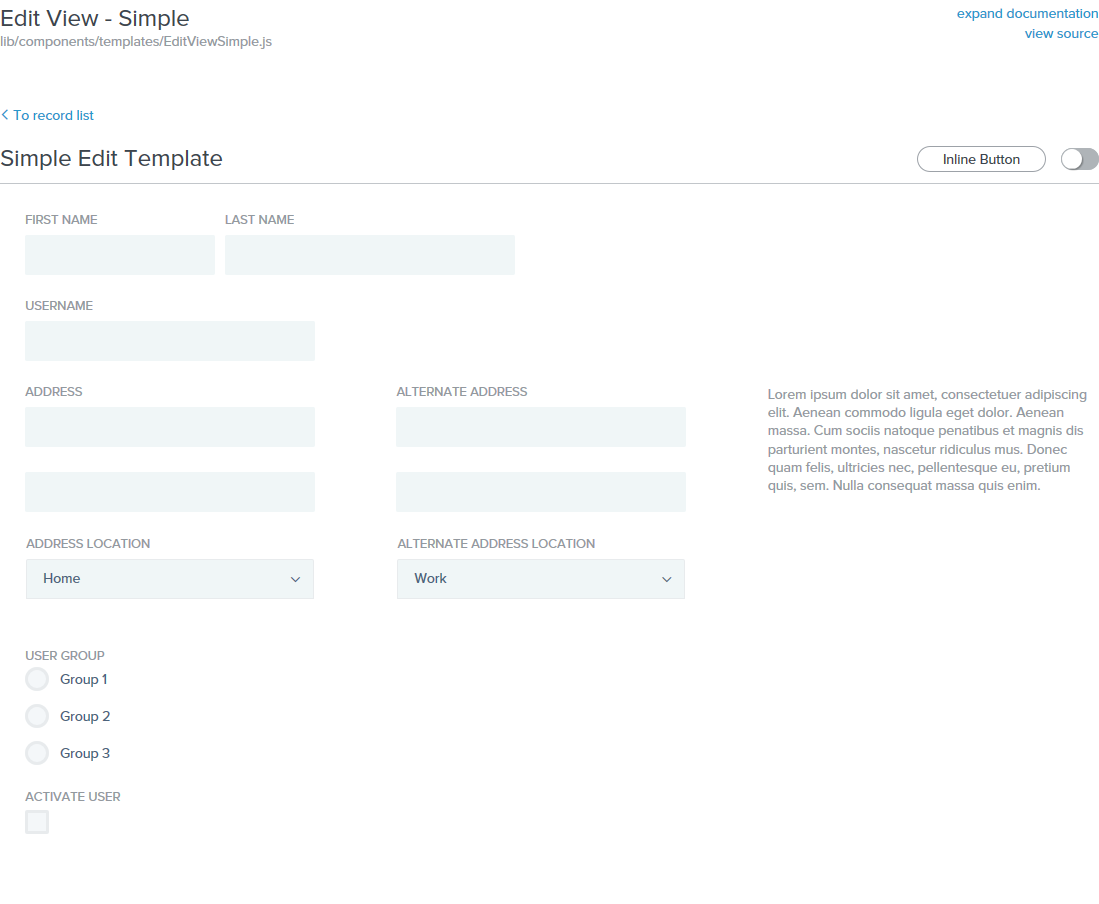 Edit View - Simple
expand documentation
lib/components/templates/EditViewSimple.js
view source
To record list
Simple Edit Template
Inline Button
FIRST NAME
LAST NAME
USERNAME
ADDRESS
ALTERNATE ADDRESS
Lorem ipsum dolor sit amet, consectetuer adipiscing
elit. Aenean commodo ligula eget dolor. Aenean
massa. Cum sociis natoque penatibus et magnis dis
parturient montes, nascetur ridiculus mus. Donec
quam felis, ultricies nec, pellentesque eu, pretium
quis, sem. Nulla consequat massa quis enim.
ADDRESS LOCATION
ALTERNATE ADDRESS LOCATION
Home
Work
USER GROUP
Group 1
Group 2
Group 3
ACTIVATE USER